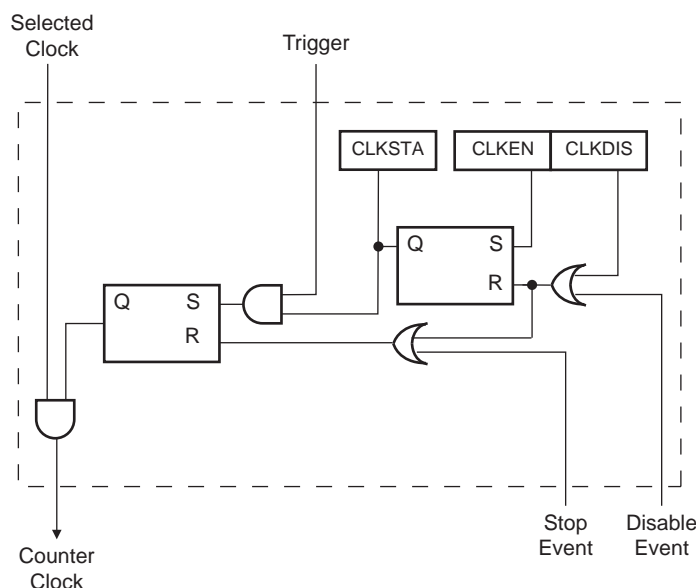 Selected
Clock
Trigger
CLKSTA
CLKEN
CLKDIS
Q
S
R
Q
S
R
Stop
Event
Disable
Event
Counter
Clock